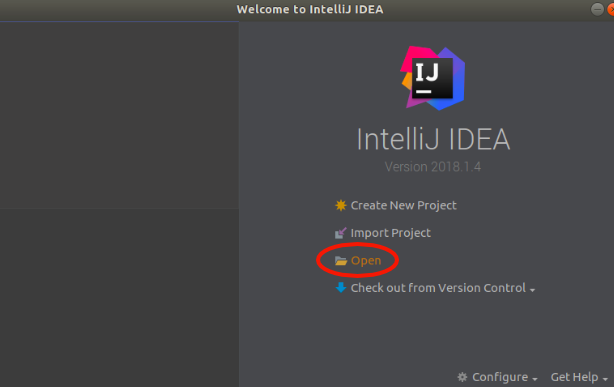 Welcome to IntelliJ IDEA
IJ
IntelliJ IDEA
Version 2018.1.4
Create New Project
Import Project
Open
Check out from Version Control
Configure
Get Help